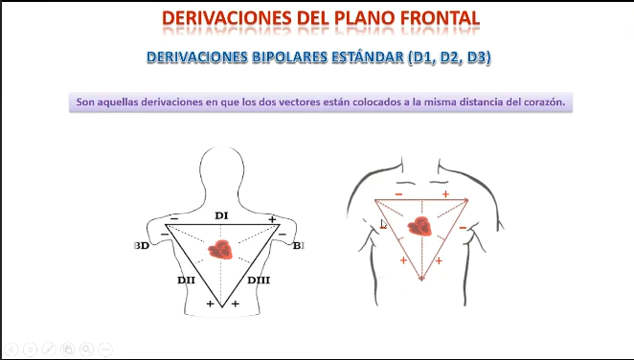 DERIVACIONES DEL PLANO FRONTAL
DERIVACIONES BIPOLARES ESTÁNDAR (D1, D2, D3)
Son aquellas derivaciones en que los dos vectores están colocados a la misma distancia del corazón.
− DI + − +
− − − −
BD B
DII DIII + +
+ +